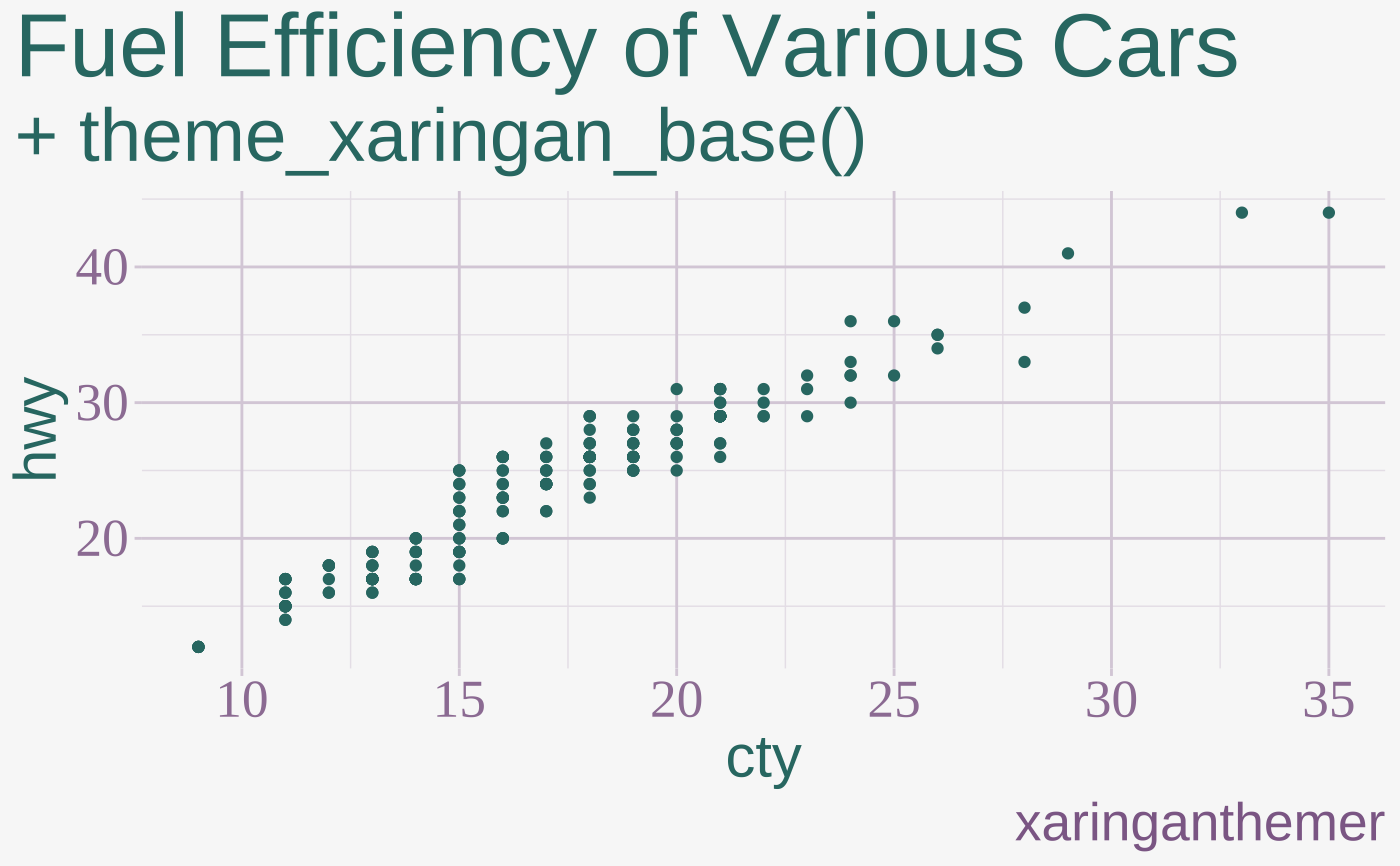 Fuel Efficiency of Various Cars
+ theme_xaringan_base()
40
30
20
hwy
10 15 20 25 30 35
cty
xaringanthemer